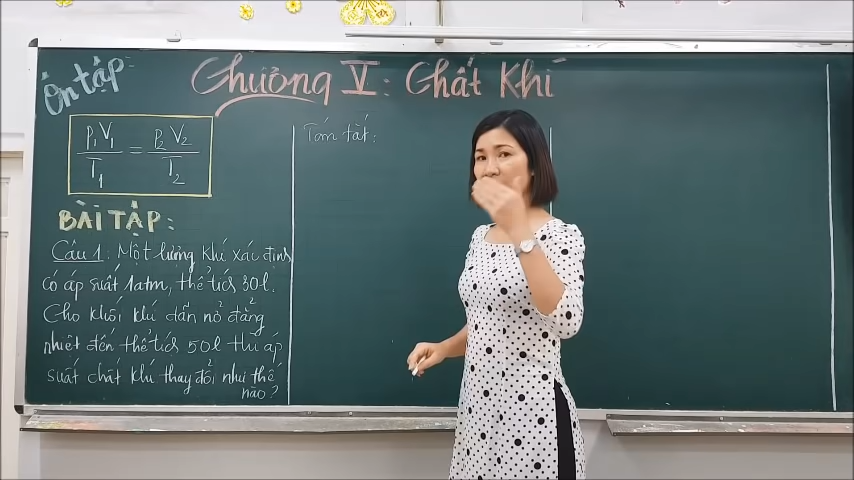 Ôn tập:
Chương V: Chất Khí
p₁V₁ / T₁ = p₂V₂ / T₂
Tóm tắt:
BÀI TẬP:
Câu 1: Một lượng khí xác định
có áp suất 1atm, thể tích 30l.
Cho khối khí dãn nở đẳng
nhiệt đến thể tích 50l thì áp
suất chất khí thay đổi như thế
nào?